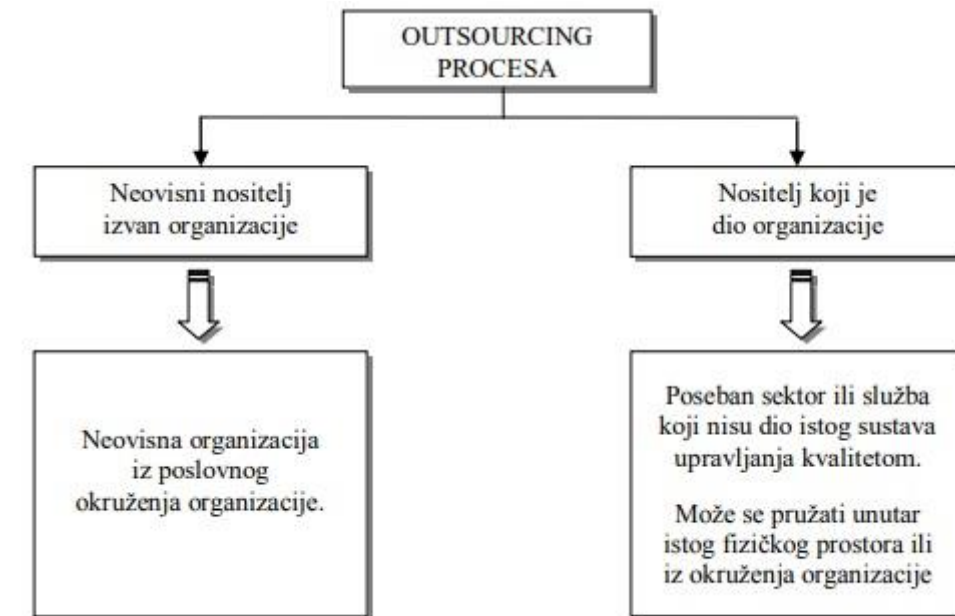 OUTSOURCING
PROCESA
Neovisni nositelj
izvan organizacije
Nositelj koji je
dio organizacije
Neovisna organizacija
iz poslovnog
okruženja organizacije.
Poseban sektor ili služba
koji nisu dio istog sustava
upravljanja kvalitetom.
Može se pružati unutar
istog fizičkog prostora ili
iz okruženja organizacije